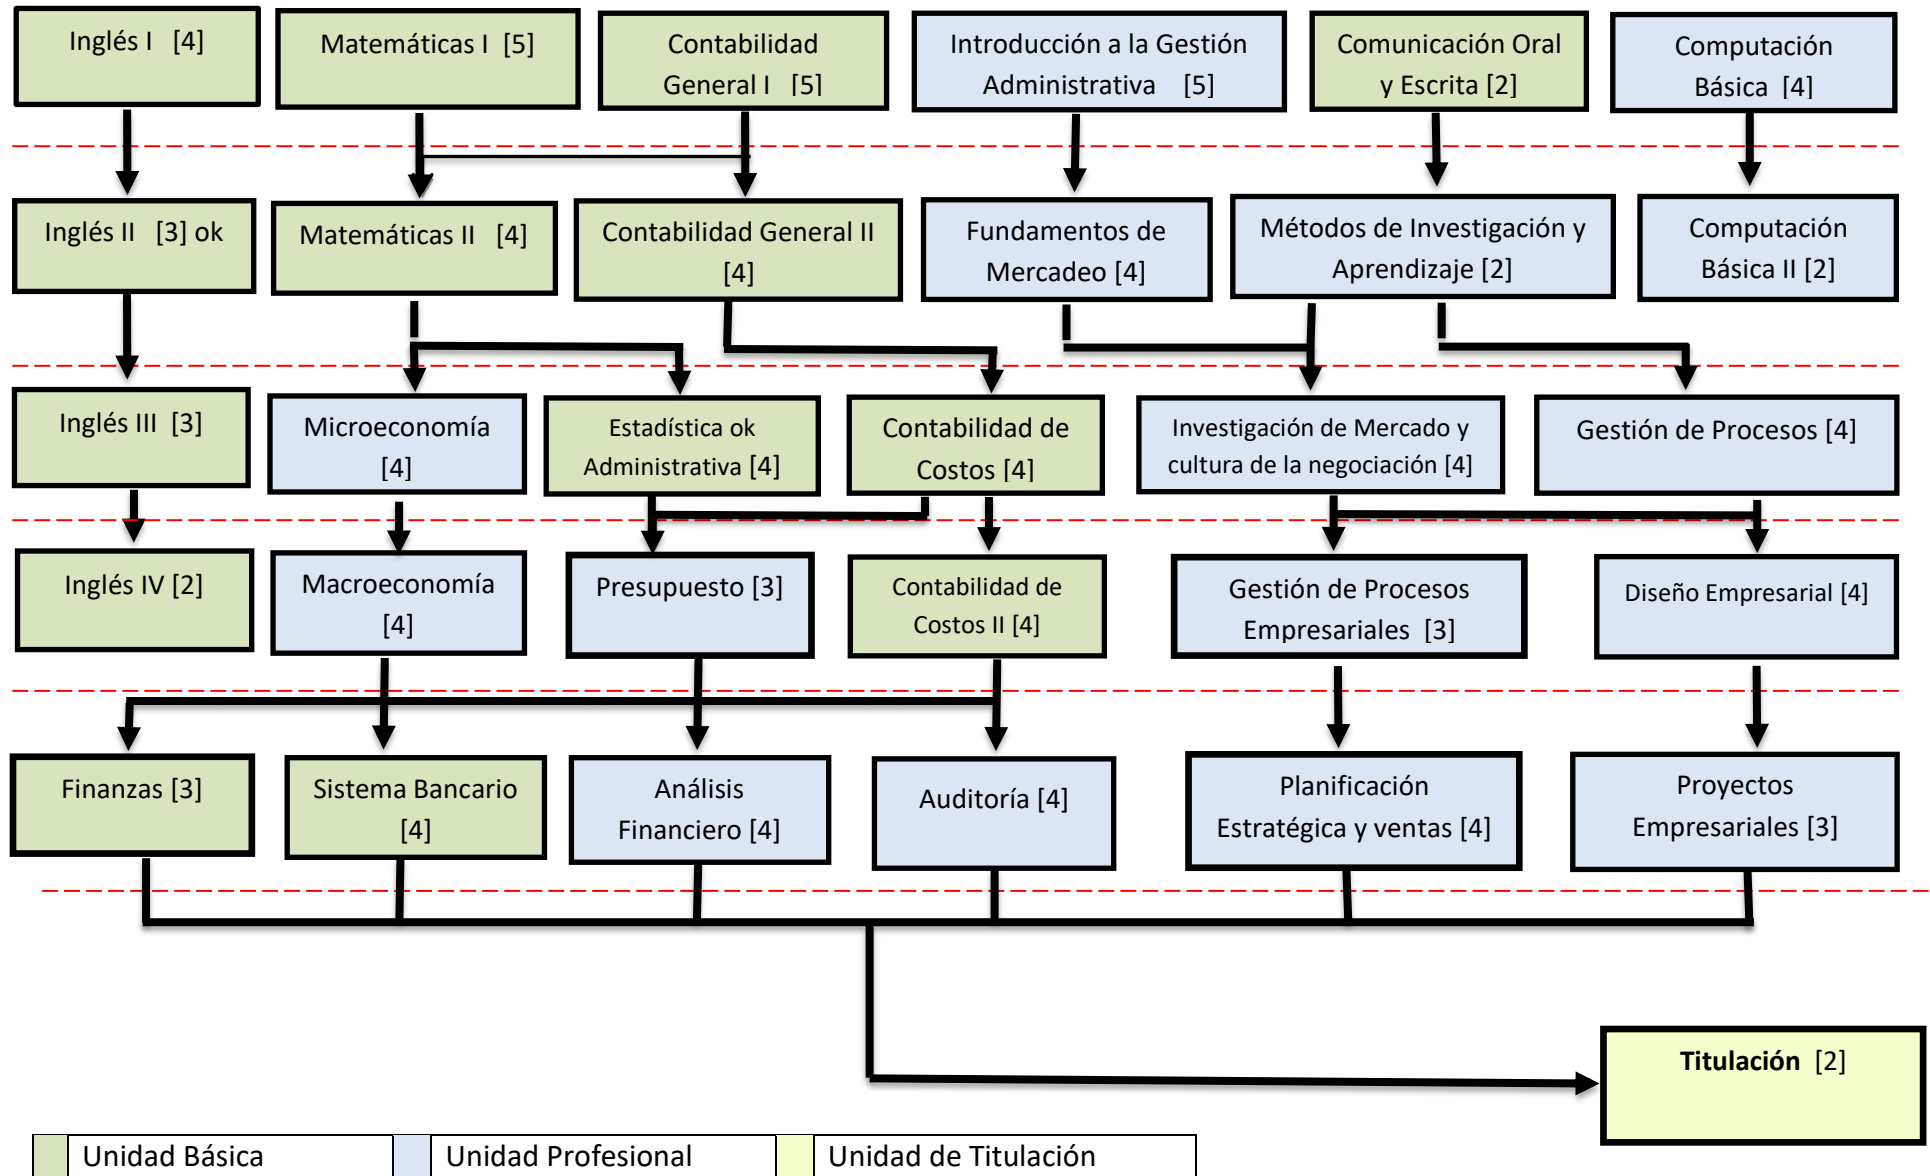 Inglés I [4]
Matemáticas I [5]
Contabilidad
General I [5]
Introducción a la Gestión
Administrativa [5]
Comunicación Oral
y Escrita [2]
Computación
Básica [4]
Inglés II [3] ok
Matemáticas II [4]
Contabilidad General II
[4]
Fundamentos de
Mercadeo [4]
Métodos de Investigación y
Aprendizaje [2]
Computación
Básica II [2]
Inglés III [3]
Microeconomía
[4]
Estadística ok
Administrativa [4]
Contabilidad de
Costos [4]
Investigación de Mercado y
cultura de la negociación [4]
Gestión de Procesos [4]
Inglés IV [2]
Macroeconomía
[4]
Presupuesto [3]
Contabilidad de
Costos II [4]
Gestión de Procesos
Empresariales [3]
Diseño Empresarial [4]
Finanzas [3]
Sistema Bancario
[4]
Análisis
Financiero [4]
Auditoría [4]
Planificación
Estratégica y ventas [4]
Proyectos
Empresariales [3]
Titulación [2]
Unidad Básica
Unidad Profesional
Unidad de Titulación